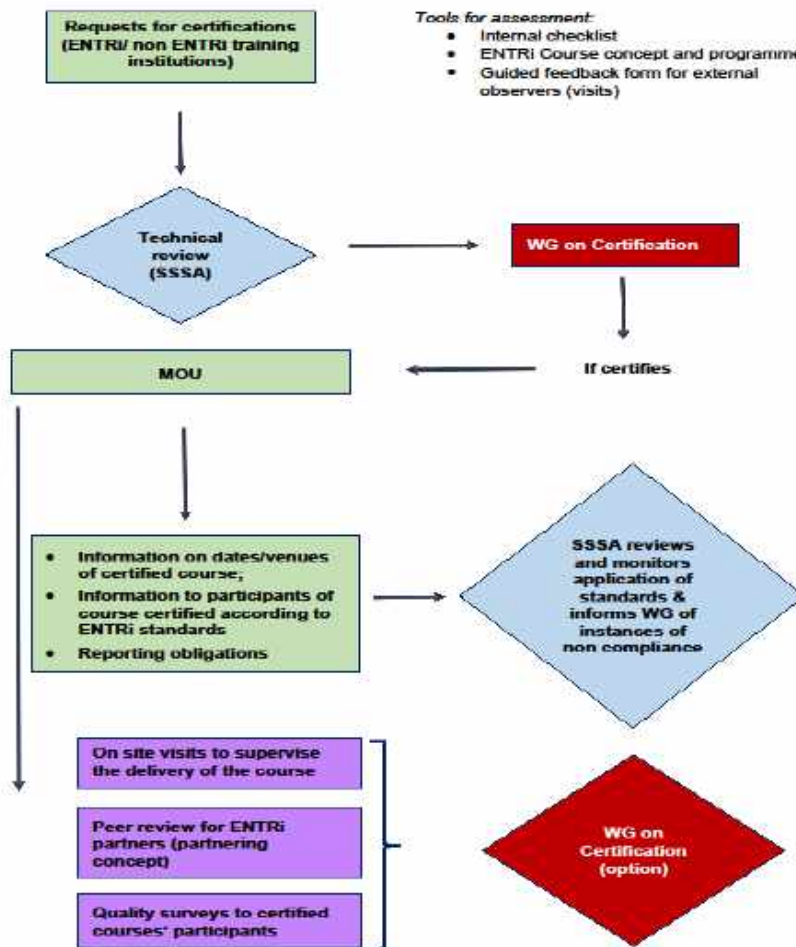 Requests for certifications
(ENTRi/ non ENTRi training
institutions)
Tools for assessment:
• Internal checklist
• ENTRi Course concept and programme
• Guided feedback form for external
observers (visits)
Technical
review
(SSSA)
WG on Certification
MOU
If certifies
• Information on dates/venues
of certified course,
• Information to participants of
course certified according to
ENTRi standards
• Reporting obligations
SSSA reviews
and monitors
application of
standards &
informs WG of
instances of
non compliance
On site visits to supervise
the delivery of the course
Peer review for ENTRi
partners (partnering
concept)
Quality surveys to certified
courses' participants
WG on
Certification
(option)